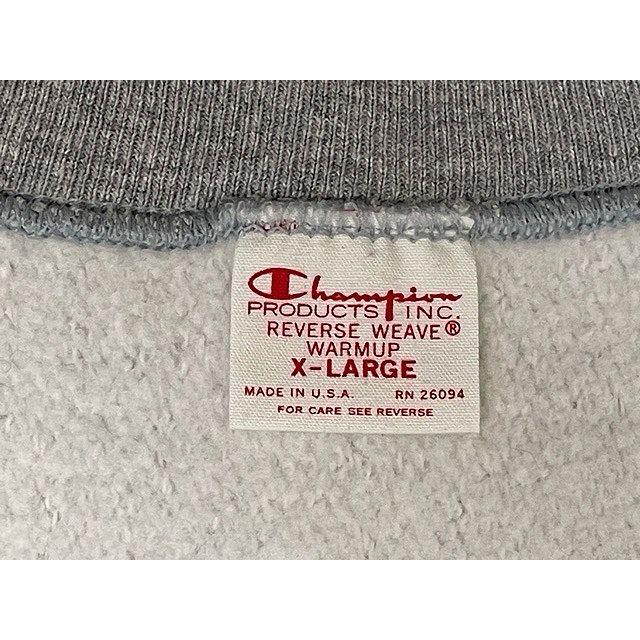 Champion
PRODUCTS INC.
REVERSE WEAVE®
WARMUP
X-LARGE
MADE IN U.S.A. RN 26094
FOR CARE SEE REVERSE